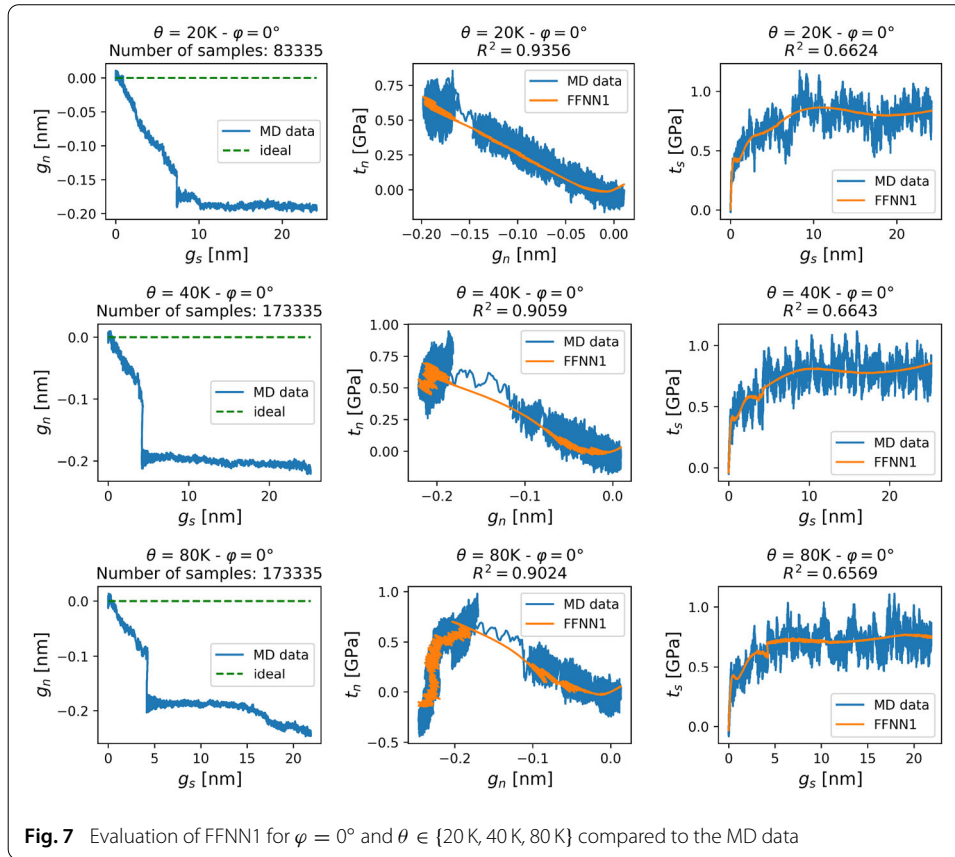 θ = 20K - φ = 0°
Number of samples: 83335
0.00
−0.05
−0.10
−0.15
−0.20
g_n [nm]
MD data
ideal
0
10
20
g_s [nm]
θ = 20K - φ = 0°
R² = 0.9356
0.75
0.50
0.25
0.00
t_n [GPa]
MD data
FFNN1
−0.20
−0.15
−0.10
−0.05
0.00
g_n [nm]
θ = 20K - φ = 0°
R² = 0.6624
1.0
0.5
0.0
t_s [GPa]
MD data
FFNN1
0
10
20
g_s [nm]
θ = 40K - φ = 0°
Number of samples: 173335
0.0
−0.1
−0.2
g_n [nm]
MD data
ideal
0
10
20
g_s [nm]
θ = 40K - φ = 0°
R² = 0.9059
1.00
0.75
0.50
0.25
0.00
−0.25
t_n [GPa]
MD data
FFNN1
−0.2
−0.1
0.0
g_n [nm]
θ = 40K - φ = 0°
R² = 0.6643
1.0
0.5
0.0
t_s [GPa]
MD data
FFNN1
0
10
20
g_s [nm]
θ = 80K - φ = 0°
Number of samples: 173335
0.0
−0.1
−0.2
g_n [nm]
MD data
ideal
0
5
10
15
20
g_s [nm]
θ = 80K - φ = 0°
R² = 0.9024
1.0
0.5
0.0
−0.5
t_n [GPa]
MD data
FFNN1
−0.2
−0.1
0.0
g_n [nm]
θ = 80K - φ = 0°
R² = 0.6569
1.0
0.5
0.0
t_s [GPa]
MD data
FFNN1
0
5
10
15
20
g_s [nm]
Fig. 7 Evaluation of FFNN1 for φ = 0° and θ ∈ {20 K, 40 K, 80 K} compared to the MD data